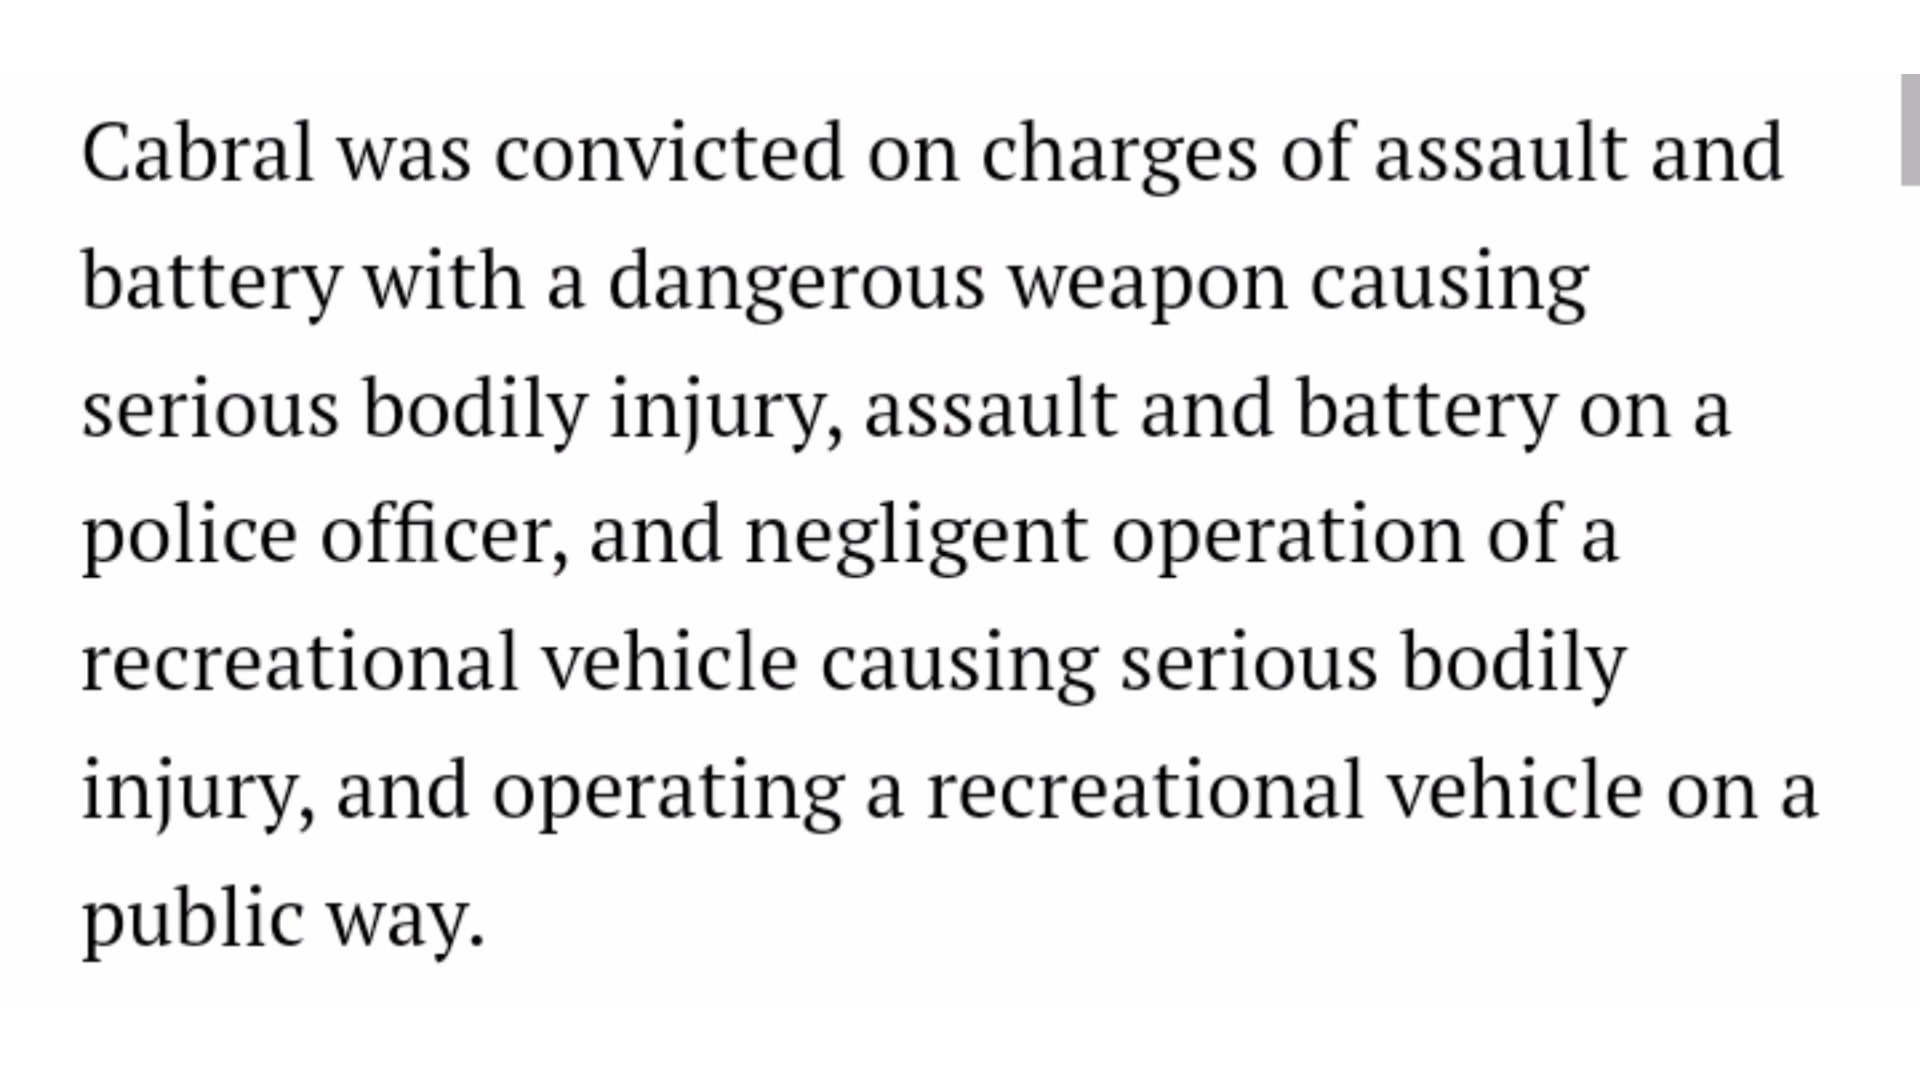 Cabral was convicted on charges of assault and
battery with a dangerous weapon causing
serious bodily injury, assault and battery on a
police officer, and negligent operation of a
recreational vehicle causing serious bodily
injury, and operating a recreational vehicle on a
public way.